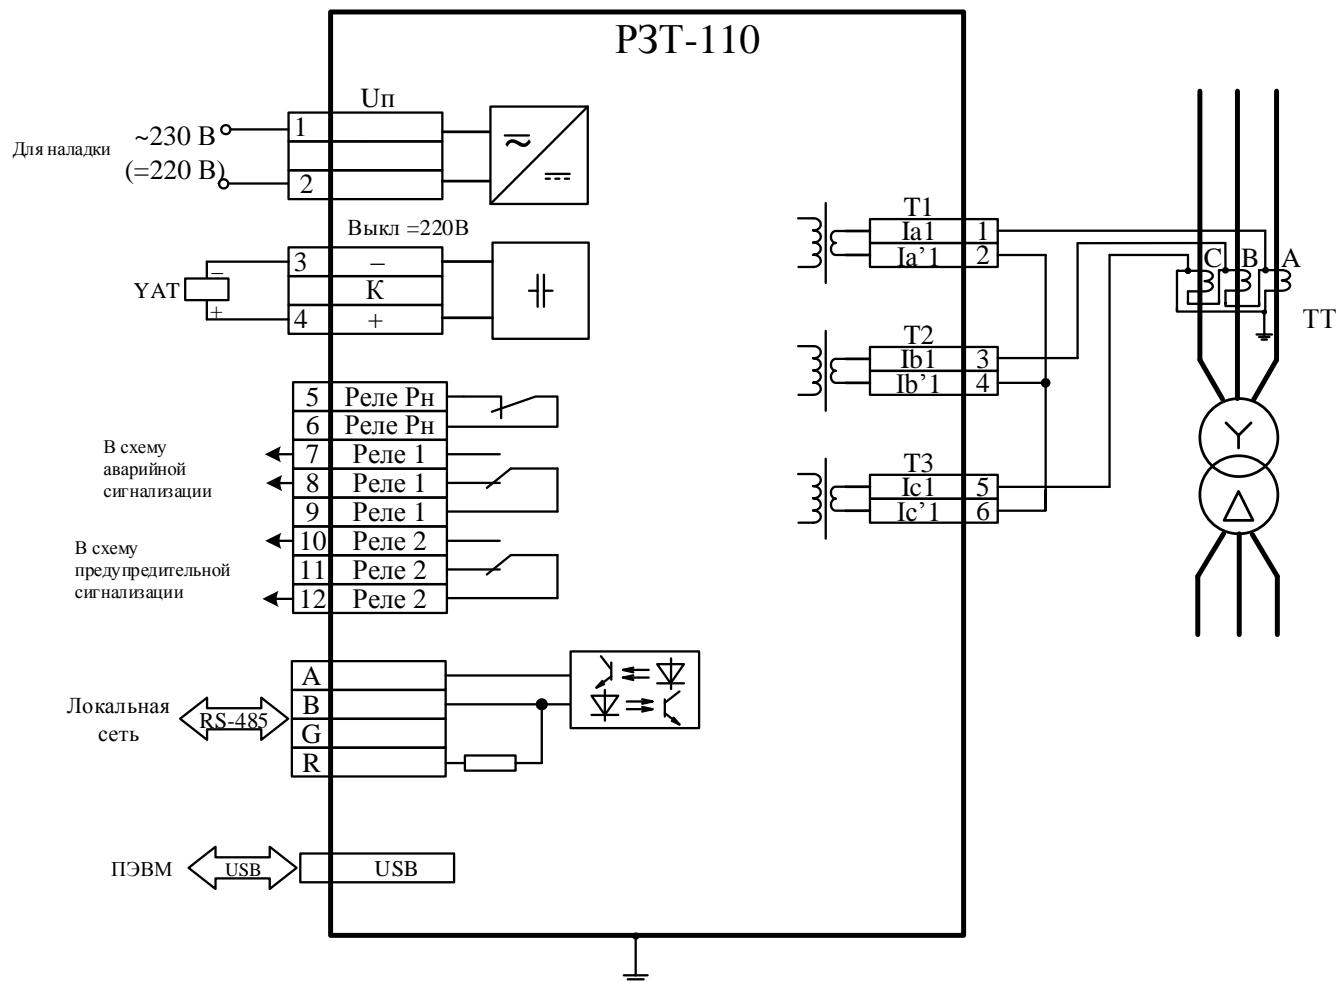 РЗТ-110
Uп
Для наладки
~230 В
(=220 В)
1
2
Выкл =220В
YAT
–
+
3 –
К
4 +
5 Реле Рн
6 Реле Рн
7 Реле 1
8 Реле 1
9 Реле 1
10 Реле 2
11 Реле 2
12 Реле 2
В схему
аварийной
сигнализации
В схему
предупредительной
сигнализации
Локальная
сеть
RS-485
A
B
G
R
ПЭВМ
USB
USB
T1
Ia1 1
Ia’1 2
T2
Ib1 3
Ib’1 4
T3
Ic1 5
Ic’1 6
C B A
ТТ